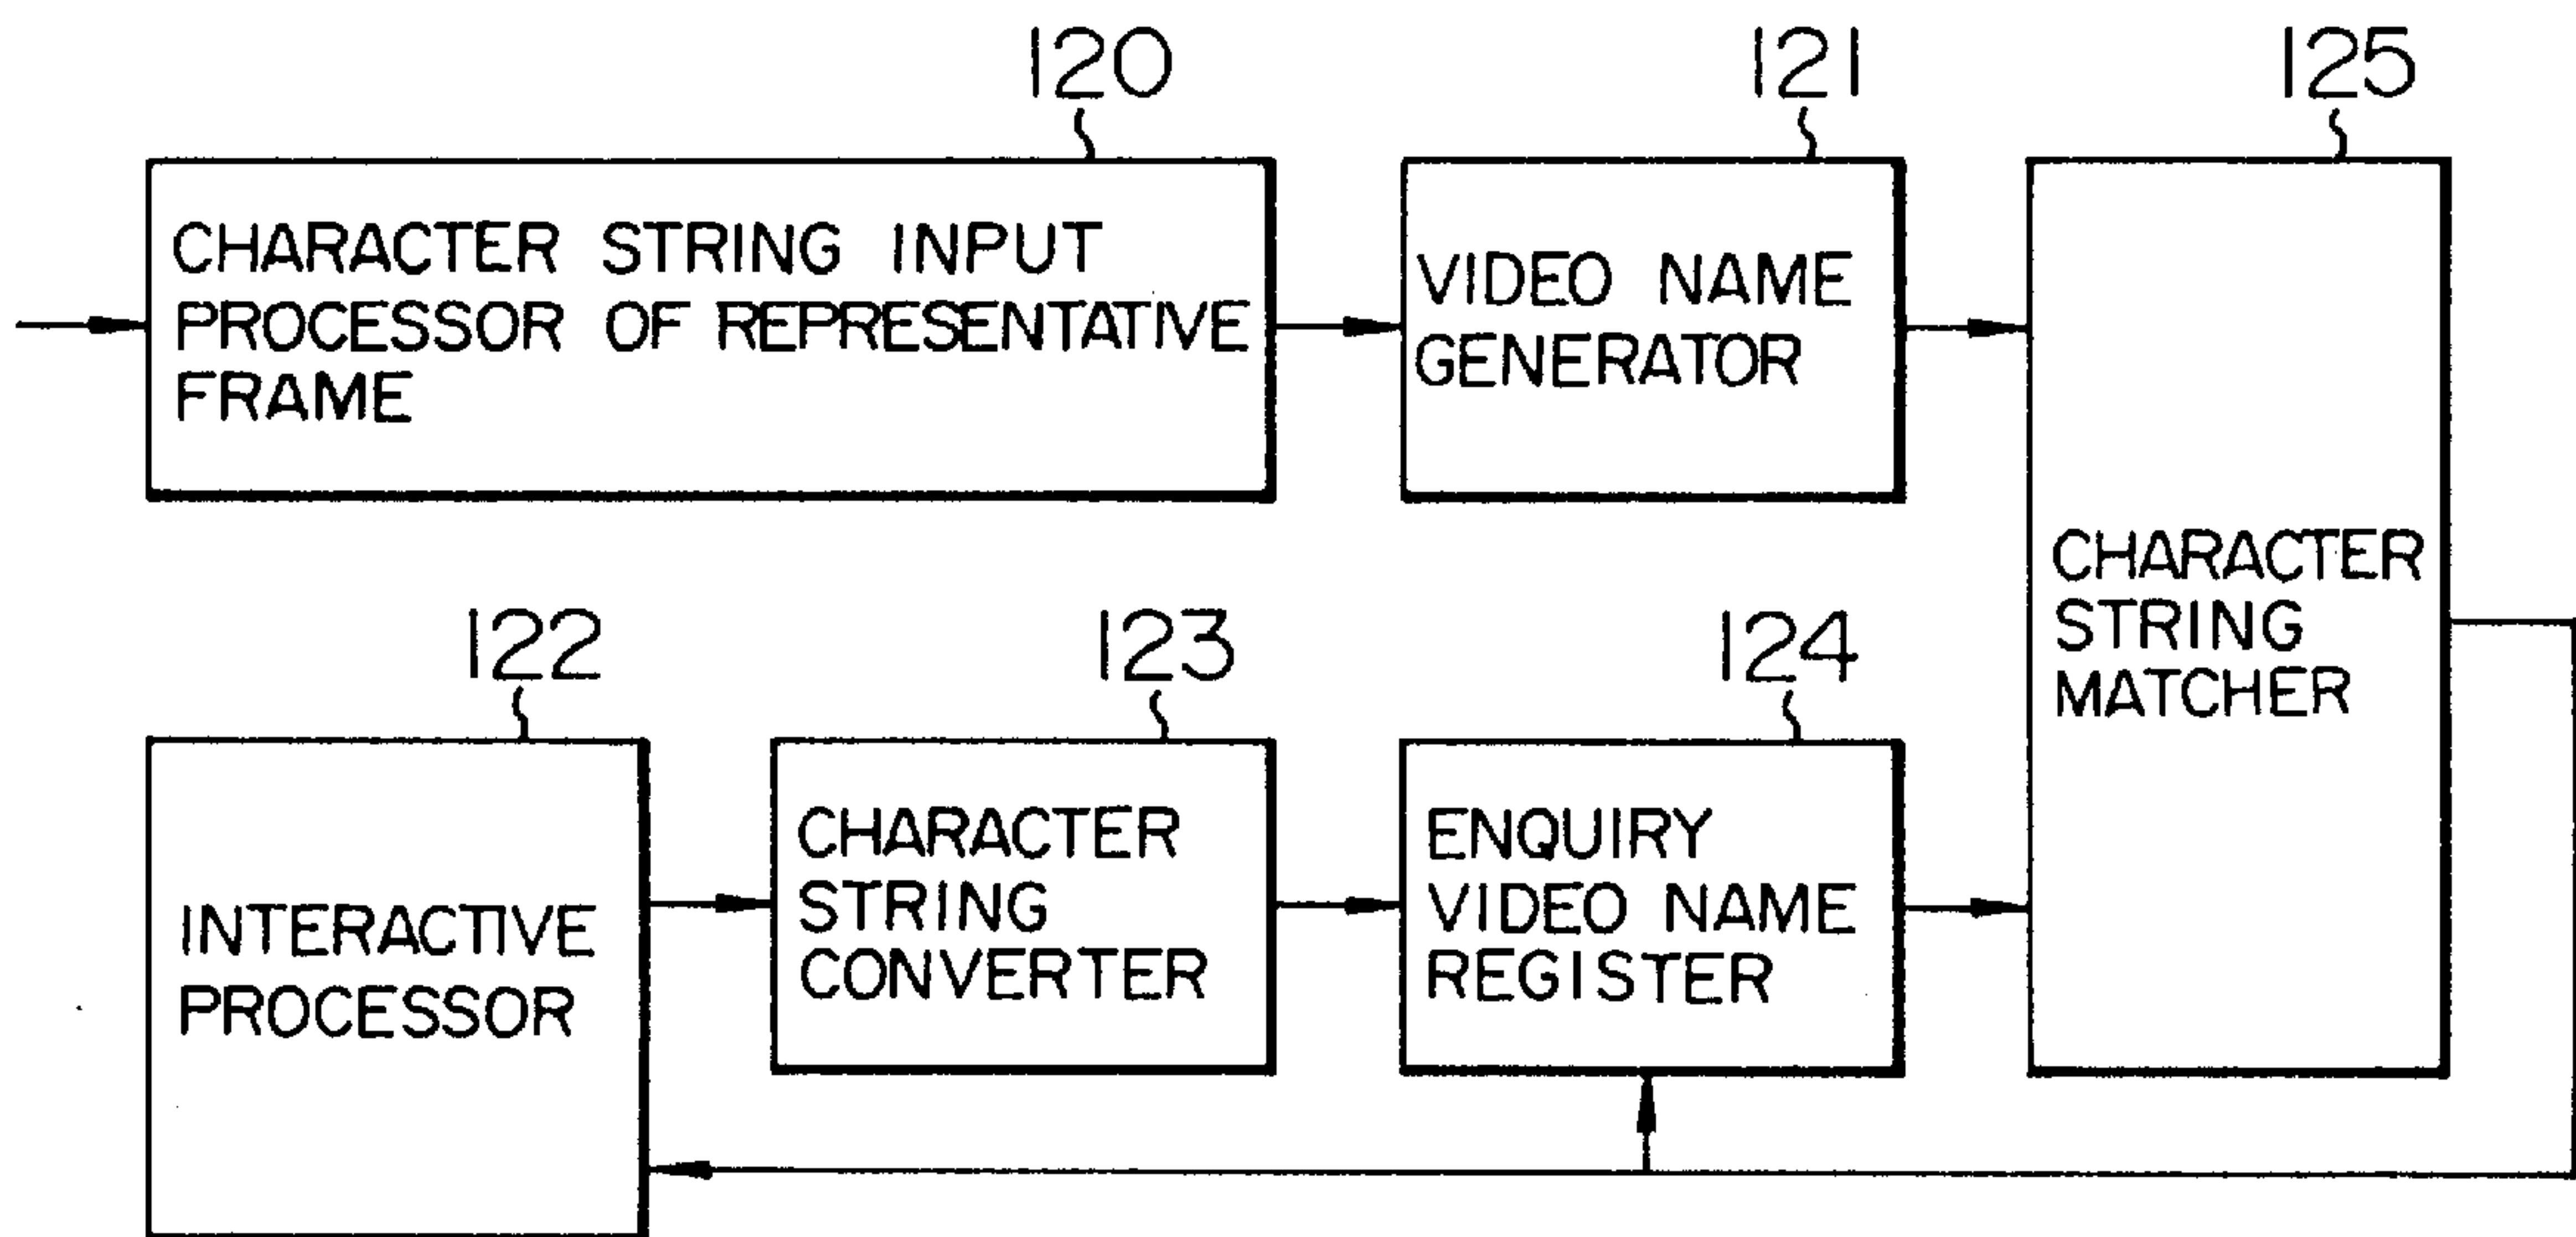 120
CHARACTER STRING INPUT
PROCESSOR OF REPRESENTATIVE
FRAME
121
VIDEO NAME
GENERATOR
125
CHARACTER
STRING
MATCHER
122
INTERACTIVE
PROCESSOR
123
CHARACTER
STRING
CONVERTER
124
ENQUIRY
VIDEO NAME
REGISTER